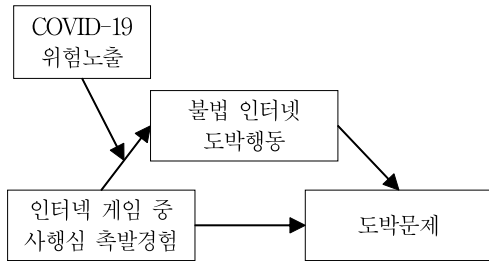 COVID-19
위험노출
불법 인터넷
도박행동
인터넥 게임 중
사행심 촉발경험
도박문제